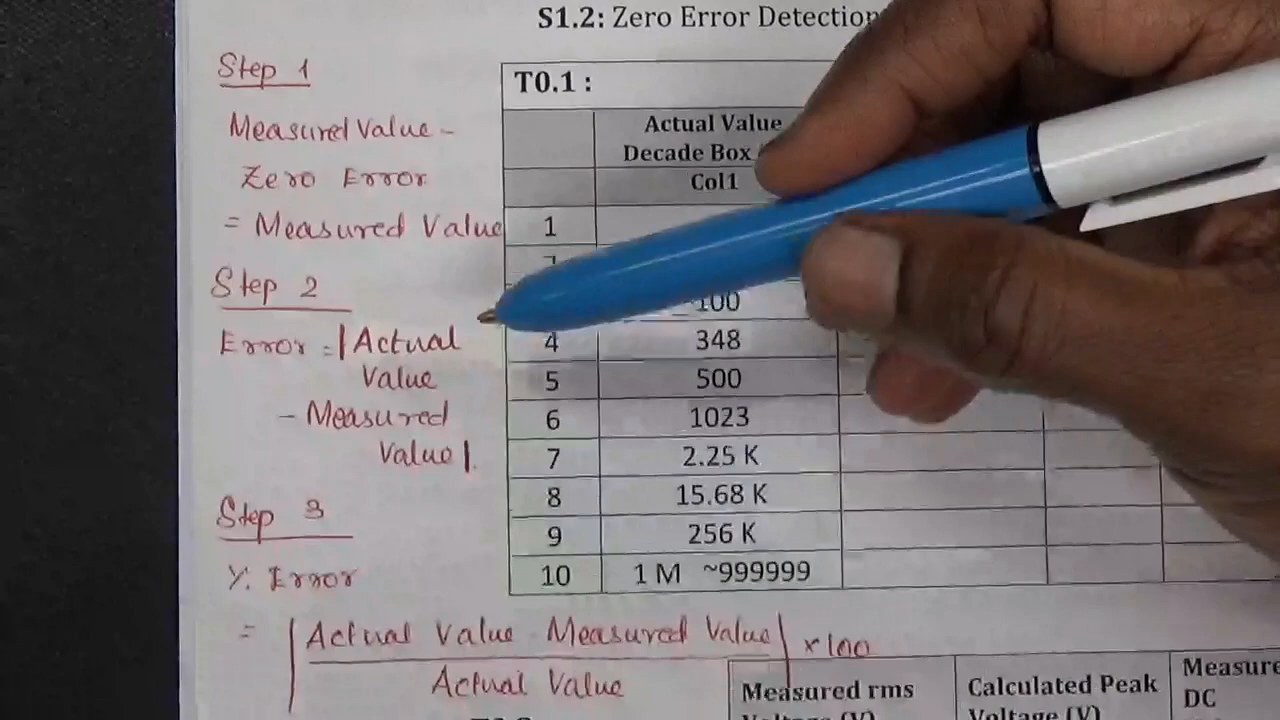 S1.2: Zero Error Detection
Step 1
Measured Value -
Zero Error
= Measured Value
Step 2
Error = |Actual
Value
- Measured
Value|.
Step 3
% Error
= | Actual Value - Measured Value | × 100
Actual Value
T0.1 :
Actual Value
Decade Box
Col1
1
100
4 348
5 500
6 1023
7 2.25 K
8 15.68 K
9 256 K
10 1 M ~999999
Measured rms
Voltage (V)
Calculated Peak
Voltage (V)
Measure
DC